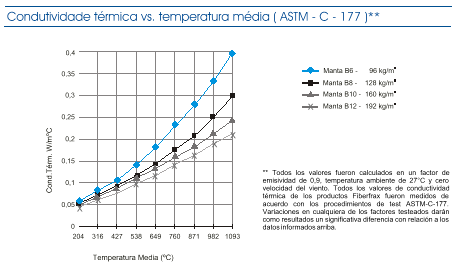 Condutividade térmica vs. temperatura média ( ASTM - C - 177 )**
0,4
0,35
0,3
0,25
0,2
0,15
0,1
0,05
0
204 316 427 538 649 760 871 982 1093
Cond.Térm. W/mºC
Temperatura Media (ºC)
Manta B6 - 96 kg/m³
Manta B8 - 128 kg/m³
Manta B10 - 160 kg/m³
Manta B12 - 192 kg/m³
** Todos los valores fueron calculados en un factor de
emisividad de 0,9, temperatura ambiente de 27°C y cero
velocidad del viento. Todos los valores de conductividad
térmica de los productos Fiberfrax fueron medidos de
acuerdo con los procedimientos de test ASTM-C-177.
Variaciones en cualquiera de los factores testeados darán
como resultados un significativa diferencia con relación a los
datos informados arriba.